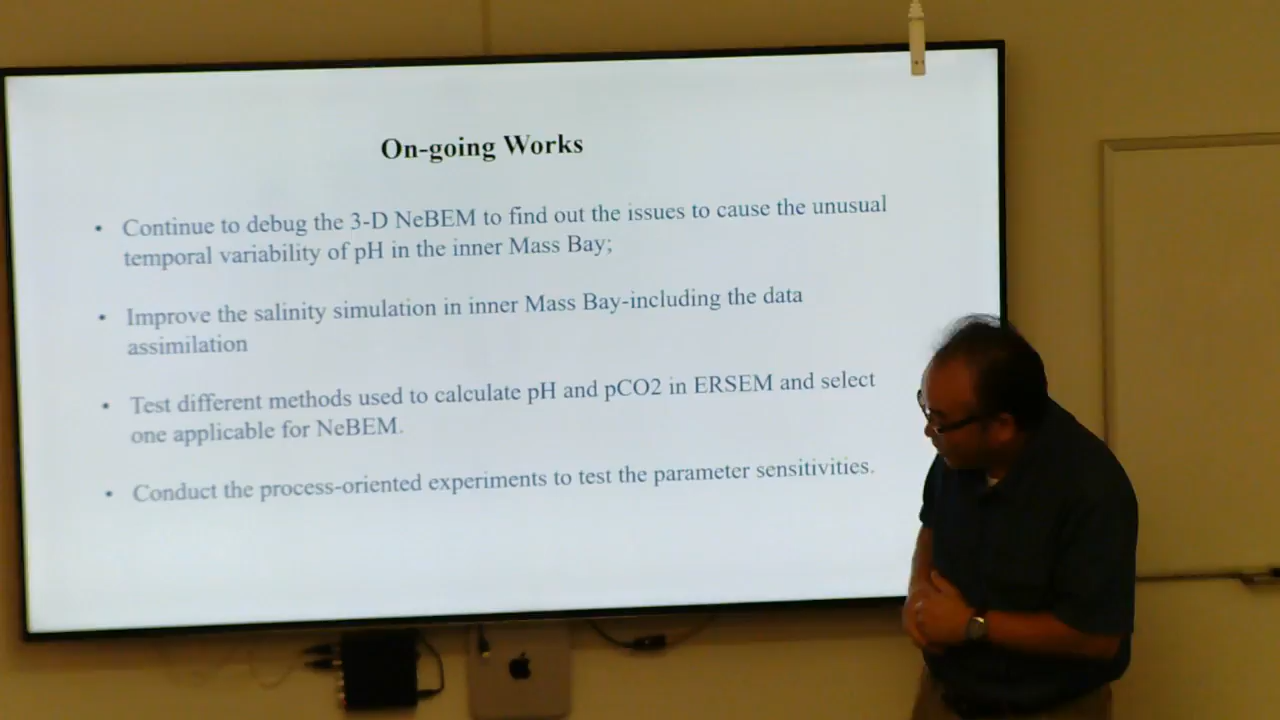 On-going Works
• Continue to debug the 3-D NeBEM to find out the issues to cause the unusual
temporal variability of pH in the inner Mass Bay;
• Improve the salinity simulation in inner Mass Bay-including the data
assimilation
• Test different methods used to calculate pH and pCO2 in ERSEM and select
one applicable for NeBEM.
• Conduct the process-oriented experiments to test the parameter sensitivities.